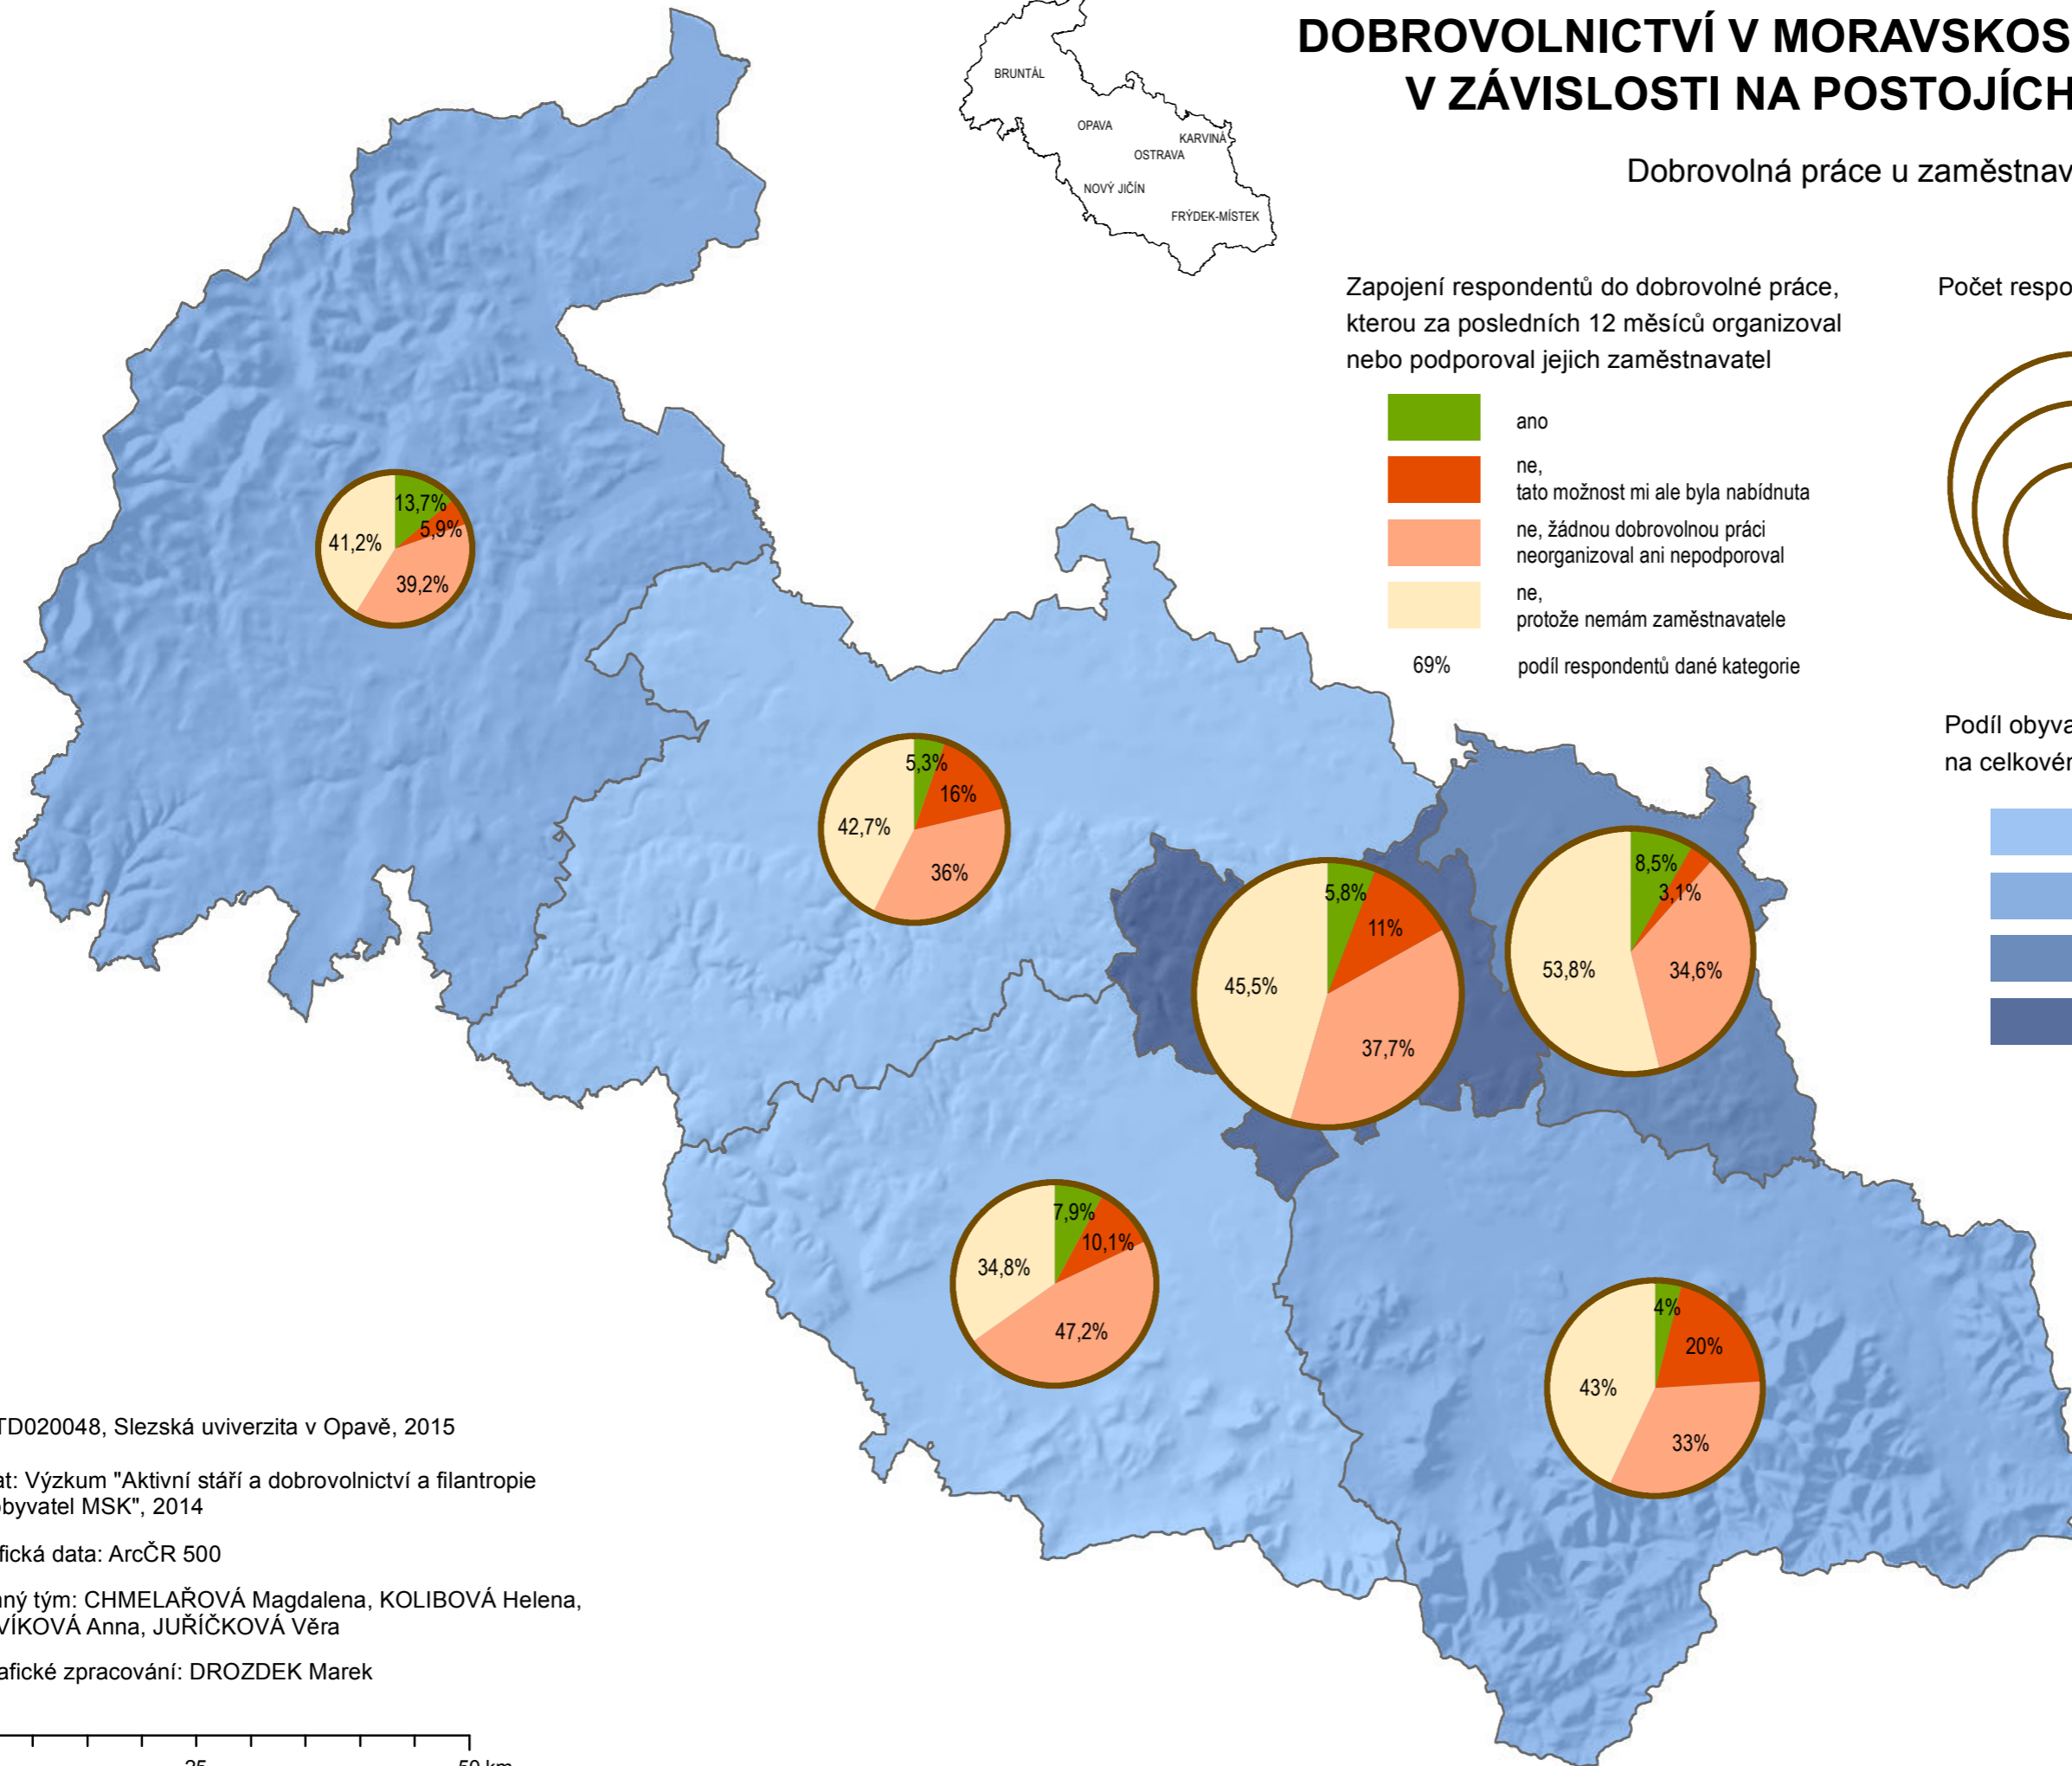 DOBROVOLNICTVÍ V MORAVSKOS
V ZÁVISLOSTI NA POSTOJÍCH
Dobrovolná práce u zaměstnav
BRUNTÁL
OPAVA
KARVINÁ
OSTRAVA
NOVÝ JIČÍN
FRÝDEK-MÍSTEK
Zapojení respondentů do dobrovolné práce,
kterou za posledních 12 měsíců organizoval
nebo podporoval jejich zaměstnavatel
ano
ne,
tato možnost mi ale byla nabídnuta
ne, žádnou dobrovolnou práci
neorganizoval ani nepodporoval
ne,
protože nemám zaměstnavatele
69% podíl respondentů dané kategorie
Počet respo
Podíl obyva
na celkovém
13,7%
5,9%
41,2%
39,2%
5,3%
16%
42,7%
36%
5,8%
11%
45,5%
37,7%
8,5%
3,1%
53,8%
34,6%
7,9%
10,1%
34,8%
47,2%
4%
20%
43%
33%
TD020048, Slezská uviverzita v Opavě, 2015
at: Výzkum "Aktivní stáří a dobrovolnictví a filantropie
obyvatel MSK", 2014
fická data: ArcČR 500
nný tým: CHMELAŘOVÁ Magdalena, KOLIBOVÁ Helena,
VÍKOVÁ Anna, JUŘÍČKOVÁ Věra
afické zpracování: DROZDEK Marek
25 50 km